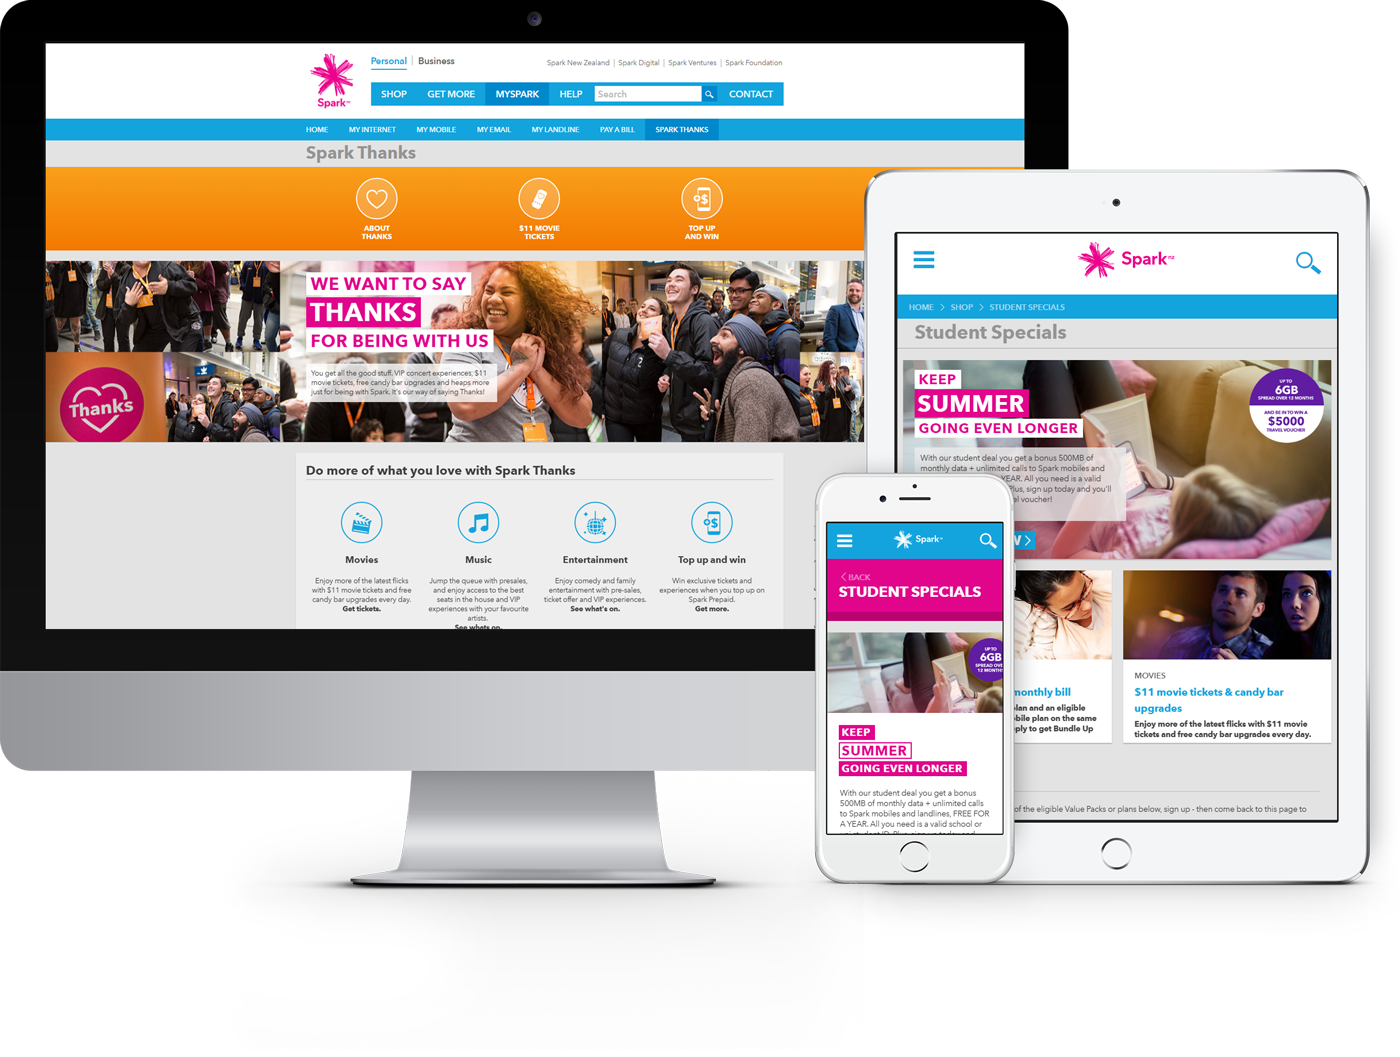 Personal | Business
Spark New Zealand | Spark Digital | Spark Ventures | Spark Foundation
Spark
SHOP GET MORE MYSPARK HELP Search CONTACT
HOME MY INTERNET MY MOBILE MY EMAIL MY LANDLINE PAY A BILL SPARK THANKS
Spark Thanks
ABOUT
THANKS
$11 MOVIE
TICKETS
TOP UP
AND WIN
WE WANT TO SAY
THANKS
FOR BEING WITH US
You get all the good stuff. VIP concert experiences, $11
movie tickets, free candy bar upgrades and heaps more
just for being with Spark. It's our way of saying Thanks!
Thanks
Do more of what you love with Spark Thanks
Movies
Enjoy more of the latest flicks
with $11 movie tickets and free
candy bar upgrades every day.
Get tickets.
Music
Jump the queue with presales,
and enjoy access to the best
seats in the house and VIP
experiences with your favourite
artists.
See whats on.
Entertainment
Enjoy comedy and family
entertainment with pre-sales,
ticket offer and VIP experiences.
See what's on.
Top up and win
Win exclusive tickets and
experiences when you top up on
Spark Prepaid.
Get more.
Spark nz
HOME > SHOP > STUDENT SPECIALS
Student Specials
KEEP
SUMMER
GOING EVEN LONGER
With our student deal you get a bonus 500MB of
monthly data + unlimited calls to Spark mobiles and
YEAR. All you need is a valid
Plus, sign up today and you'll
voucher!
UP TO
6GB
SPREAD OVER 12 MONTHS
AND BE IN TO WIN A
$5000
TRAVEL VOUCHER
monthly bill
plan and an eligible
plan on the same
to get Bundle Up
MOVIES
$11 movie tickets & candy bar
upgrades
Enjoy more of the latest flicks with $11 movie
tickets and free candy bar upgrades every day.
of the eligible Value Packs or plans below, sign up - then come back to this page to
Spark
< BACK
STUDENT SPECIALS
UP TO
6GB
SPREAD OVE
12 MONTH
KEEP
SUMMER
GOING EVEN LONGER
With our student deal you get a bonus
500MB of monthly data + unlimited calls
to Spark mobiles and landlines, FREE FOR
A YEAR. All you need is a valid school or
uni student ID. Plus, sign up today and